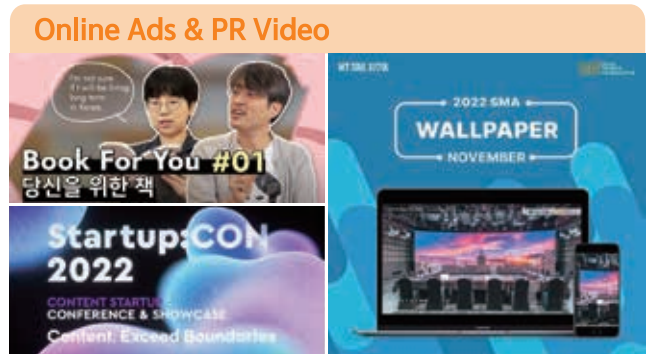 Online Ads & PR Video
I'm not sure
if I will be living
long term
in Korea.
Book For You #01
당신을 위한 책
Startup:CON
2022
CONTENT STARTUP
CONFERENCE & SHOWCASE
Content: Exceed Boundaries
2022 SMA
WALLPAPER
NOVEMBER